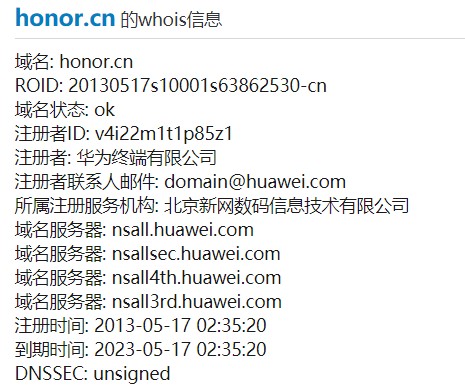 honor.cn 的whois信息
域名: honor.cn
ROID: 20130517s10001s63862530-cn
域名状态: ok
注册者ID: v4i22m1t1p85z1
注册者: 华为终端有限公司
注册者联系人邮件: domain@huawei.com
所属注册服务机构: 北京新网数码信息技术有限公司
域名服务器: nsall.huawei.com
域名服务器: nsallsec.huawei.com
域名服务器: nsall4th.huawei.com
域名服务器: nsall3rd.huawei.com
注册时间: 2013-05-17 02:35:20
到期时间: 2023-05-17 02:35:20
DNSSEC: unsigned